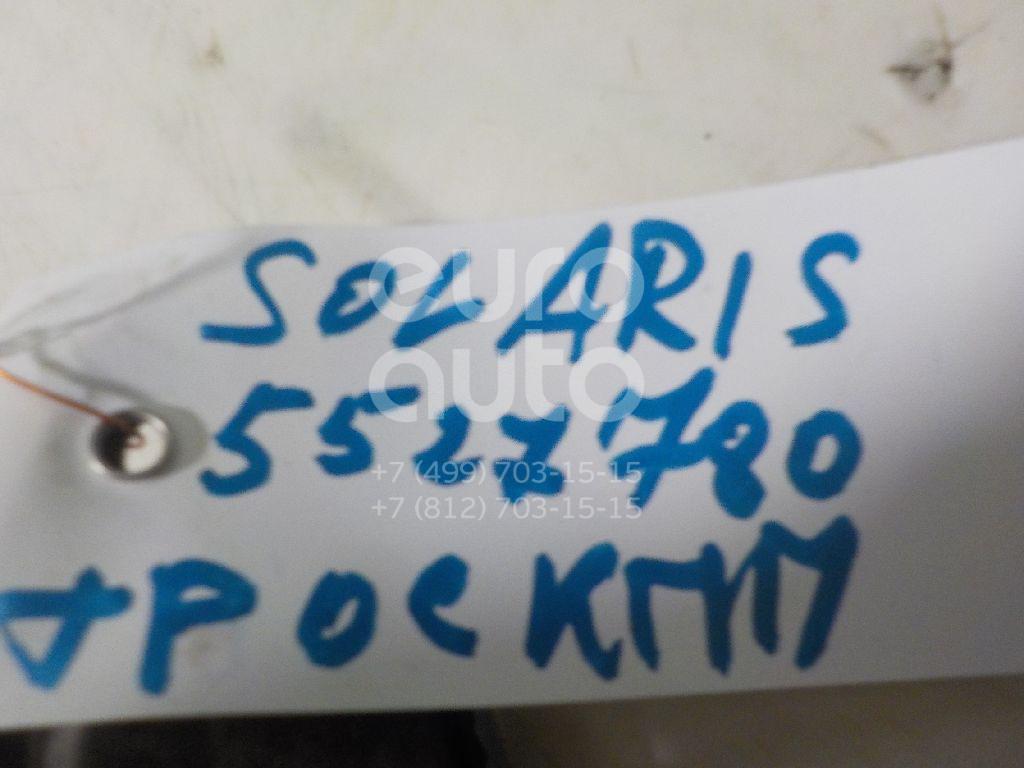 SOLARIS
5527780
ТРОС КПП
euro
auto
+7 (499) 703-15-15
+7 (812) 703-15-15